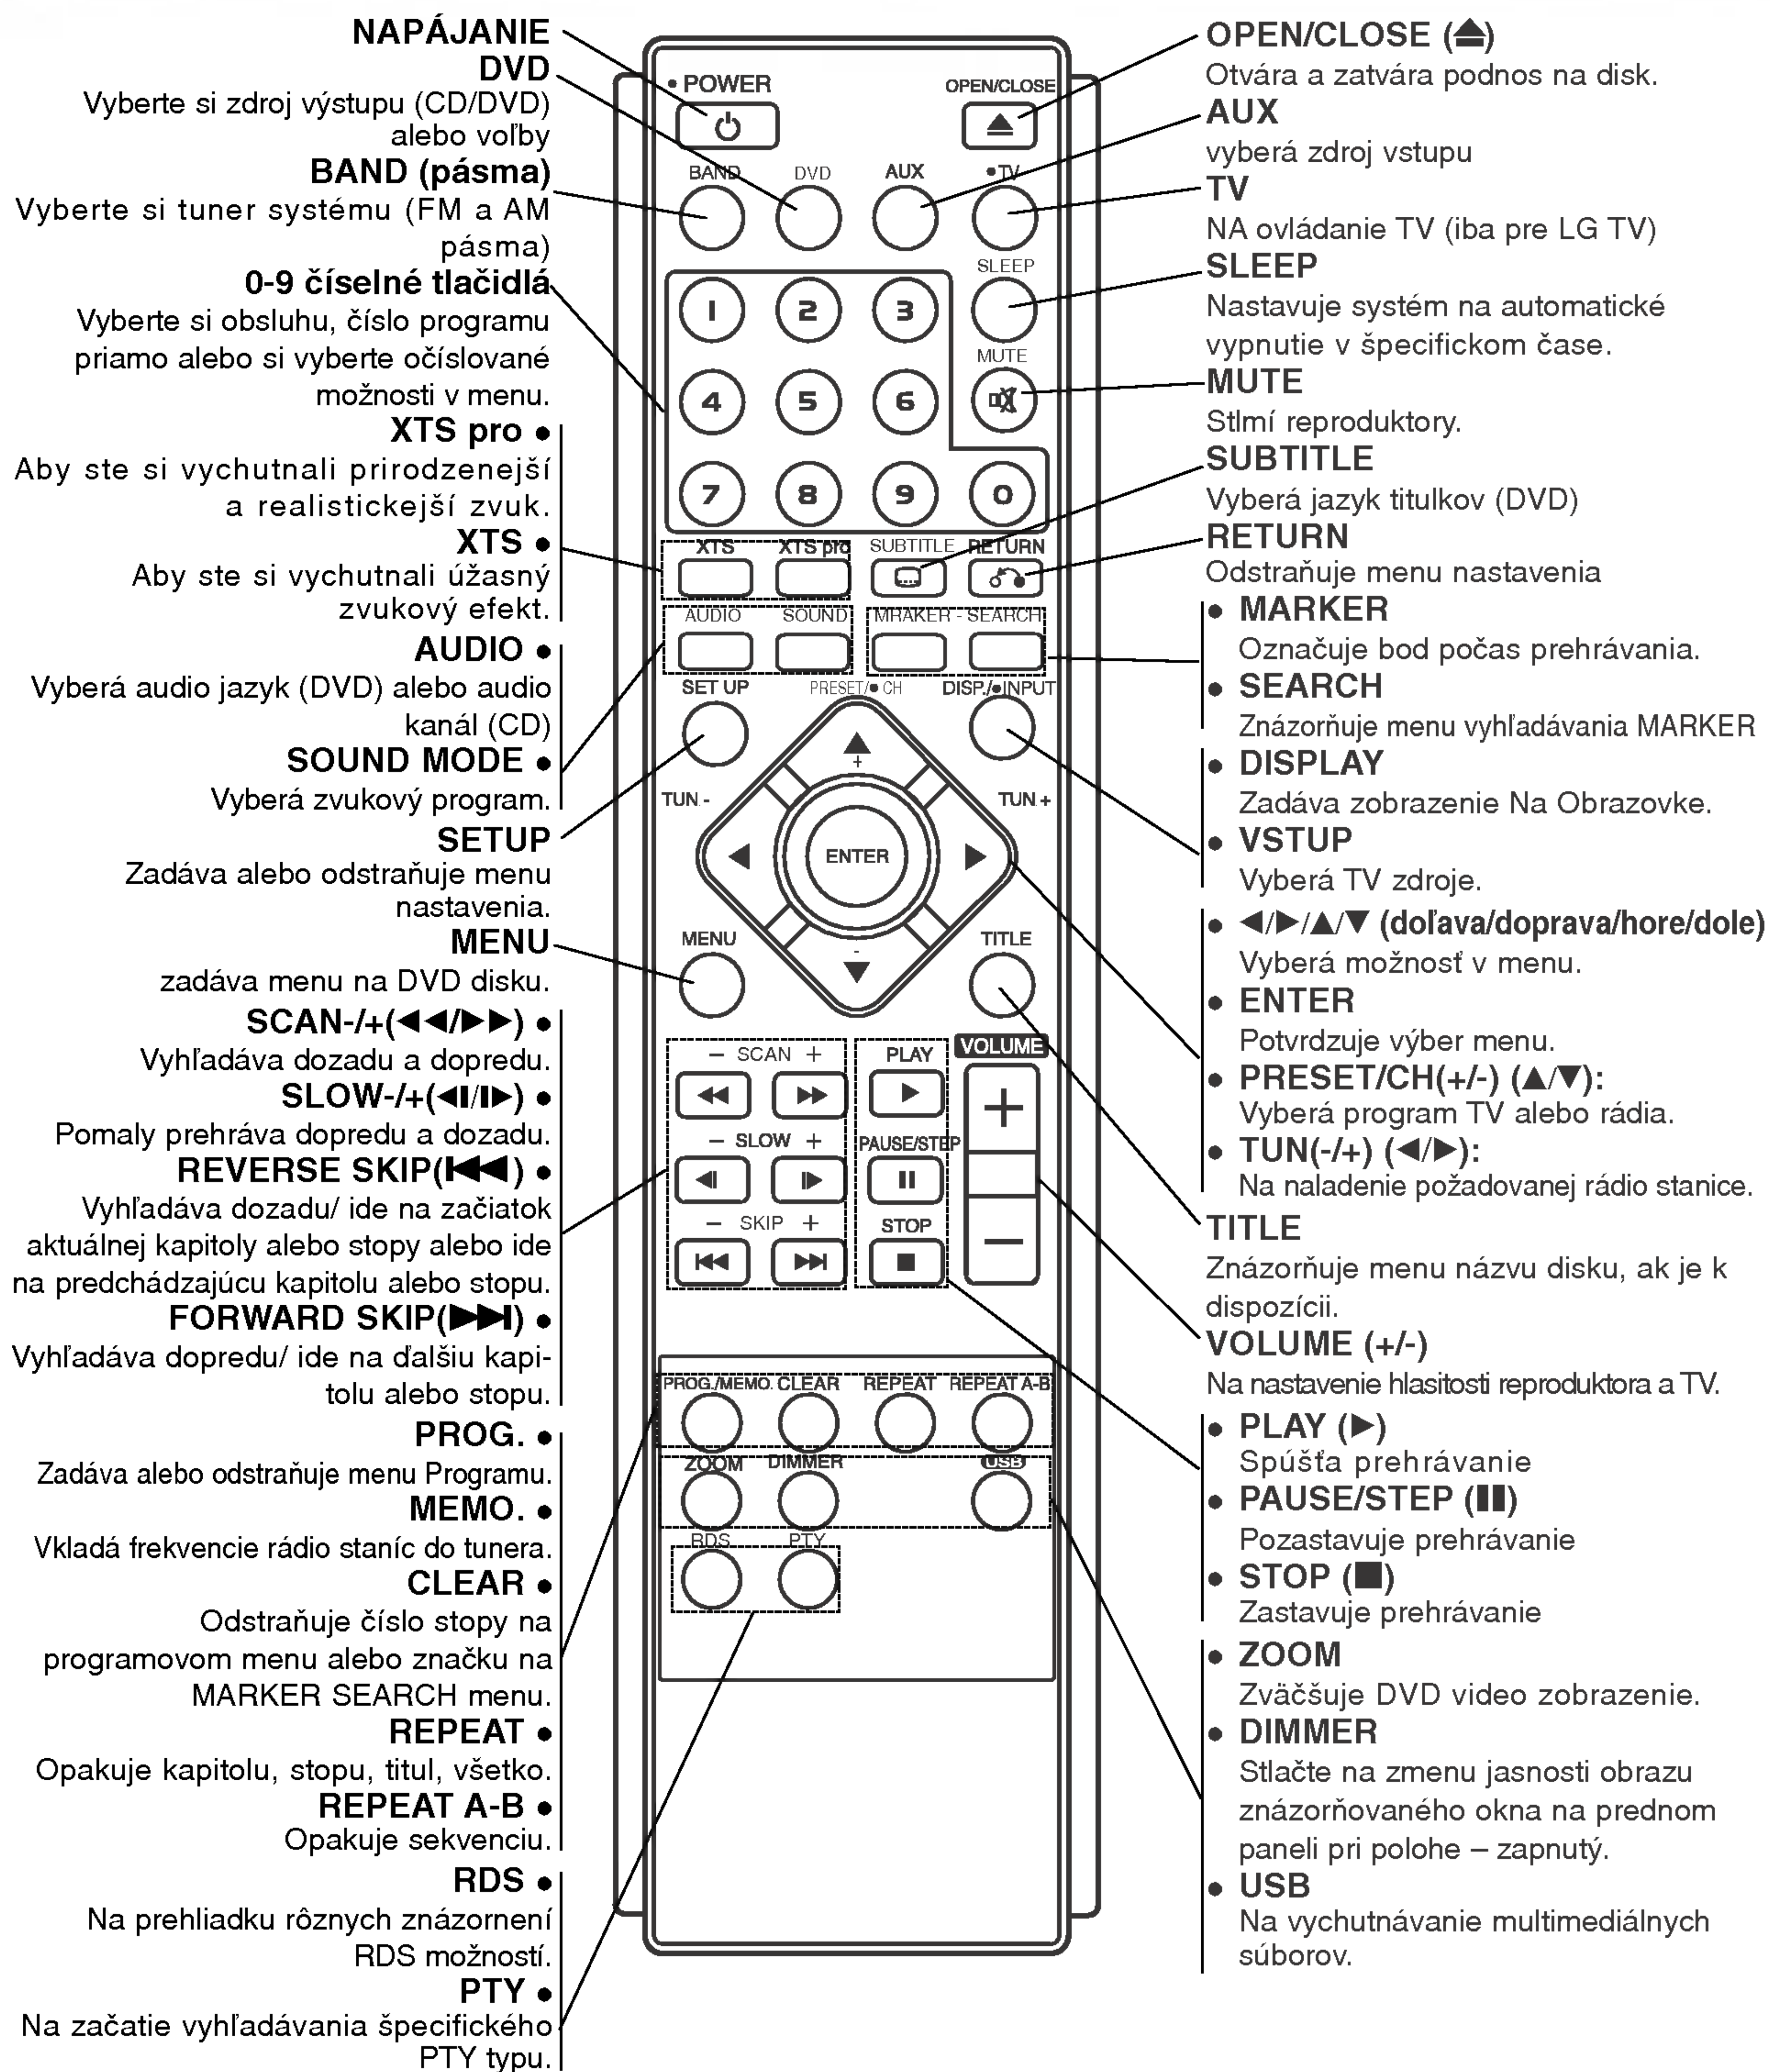 NAPÁJANIE
DVD
Vyberte si zdroj výstupu (CD/DVD)
alebo voľby
BAND (pásma)
Vyberte si tuner systému (FM a AM
pásma)
0-9 číselné tlačidlá
Vyberte si obsluhu, číslo programu
priamo alebo si vyberte očíslované
možnosti v menu.
XTS pro ●
Aby ste si vychutnali prirodzenejší
a realistickejší zvuk.
XTS ●
Aby ste si vychutnali úžasný
zvukový efekt.
AUDIO ●
Vyberá audio jazyk (DVD) alebo audio
kanál (CD)
SOUND MODE ●
Vyberá zvukový program.
SETUP
Zadáva alebo odstraňuje menu
nastavenia.
MENU
zadáva menu na DVD disku.
SCAN-/+(◀◀/▶▶) ●
Vyhľadáva dozadu a dopredu.
SLOW-/+(◀I/I▶) ●
Pomaly prehráva dopredu a dozadu.
REVERSE SKIP(I◀◀) ●
Vyhľadáva dozadu/ ide na začiatok
aktuálnej kapitoly alebo stopy alebo ide
na predchádzajúcu kapitolu alebo stopu.
FORWARD SKIP(▶▶I) ●
Vyhľadáva dopredu/ ide na ďalšiu kapi-
tolu alebo stopu.
PROG. ●
Zadáva alebo odstraňuje menu Programu.
MEMO. ●
Vkladá frekvencie rádio staníc do tunera.
CLEAR ●
Odstraňuje číslo stopy na
programovom menu alebo značku na
MARKER SEARCH menu.
REPEAT ●
Opakuje kapitolu, stopu, titul, všetko.
REPEAT A-B ●
Opakuje sekvenciu.
RDS ●
Na prehliadku rôznych znázornení
RDS možností.
PTY ●
Na začatie vyhľadávania špecifického
PTY typu.
● POWER OPEN/CLOSE
BAND DVD AUX ● TV
SLEEP
1 2 3
MUTE
4 5 6
7 8 9 0
XTS XTS pro SUBTITLE RETURN
AUDIO SOUND MRAKER - SEARCH
SET UP PRESET/● CH DISP./● INPUT
+
TUN - TUN +
ENTER
-
MENU TITLE
− SCAN + PLAY VOLUME
+
− SLOW + PAUSE/STEP
− SKIP + STOP
−
PROG./MEMO. CLEAR REPEAT REPEAT A-B
ZOOM DIMMER USB
RDS PTY
OPEN/CLOSE (⏏)
Otvára a zatvára podnos na disk.
AUX
vyberá zdroj vstupu
TV
NA ovládanie TV (iba pre LG TV)
SLEEP
Nastavuje systém na automatické
vypnutie v špecifickom čase.
MUTE
Stlmí reproduktory.
SUBTITLE
Vyberá jazyk titulkov (DVD)
RETURN
Odstraňuje menu nastavenia
● MARKER
Označuje bod počas prehrávania.
● SEARCH
Znázorňuje menu vyhľadávania MARKER
● DISPLAY
Zadáva zobrazenie Na Obrazovke.
● VSTUP
Vyberá TV zdroje.
● ◀/▶/▲/▼ (doľava/doprava/hore/dole)
Vyberá možnosť v menu.
● ENTER
Potvrdzuje výber menu.
● PRESET/CH(+/-) (▲/▼):
Vyberá program TV alebo rádia.
● TUN(-/+) (◀/▶):
Na naladenie požadovanej rádio stanice.
TITLE
Znázorňuje menu názvu disku, ak je k
dispozícii.
VOLUME (+/-)
Na nastavenie hlasitosti reproduktora a TV.
● PLAY (▶)
Spúšťa prehrávanie
● PAUSE/STEP (❚❚)
Pozastavuje prehrávanie
● STOP (■)
Zastavuje prehrávanie
● ZOOM
Zväčšuje DVD video zobrazenie.
● DIMMER
Stlačte na zmenu jasnosti obrazu
znázorňovaného okna na prednom
paneli pri polohe – zapnutý.
● USB
Na vychutnávanie multimediálnych
súborov.